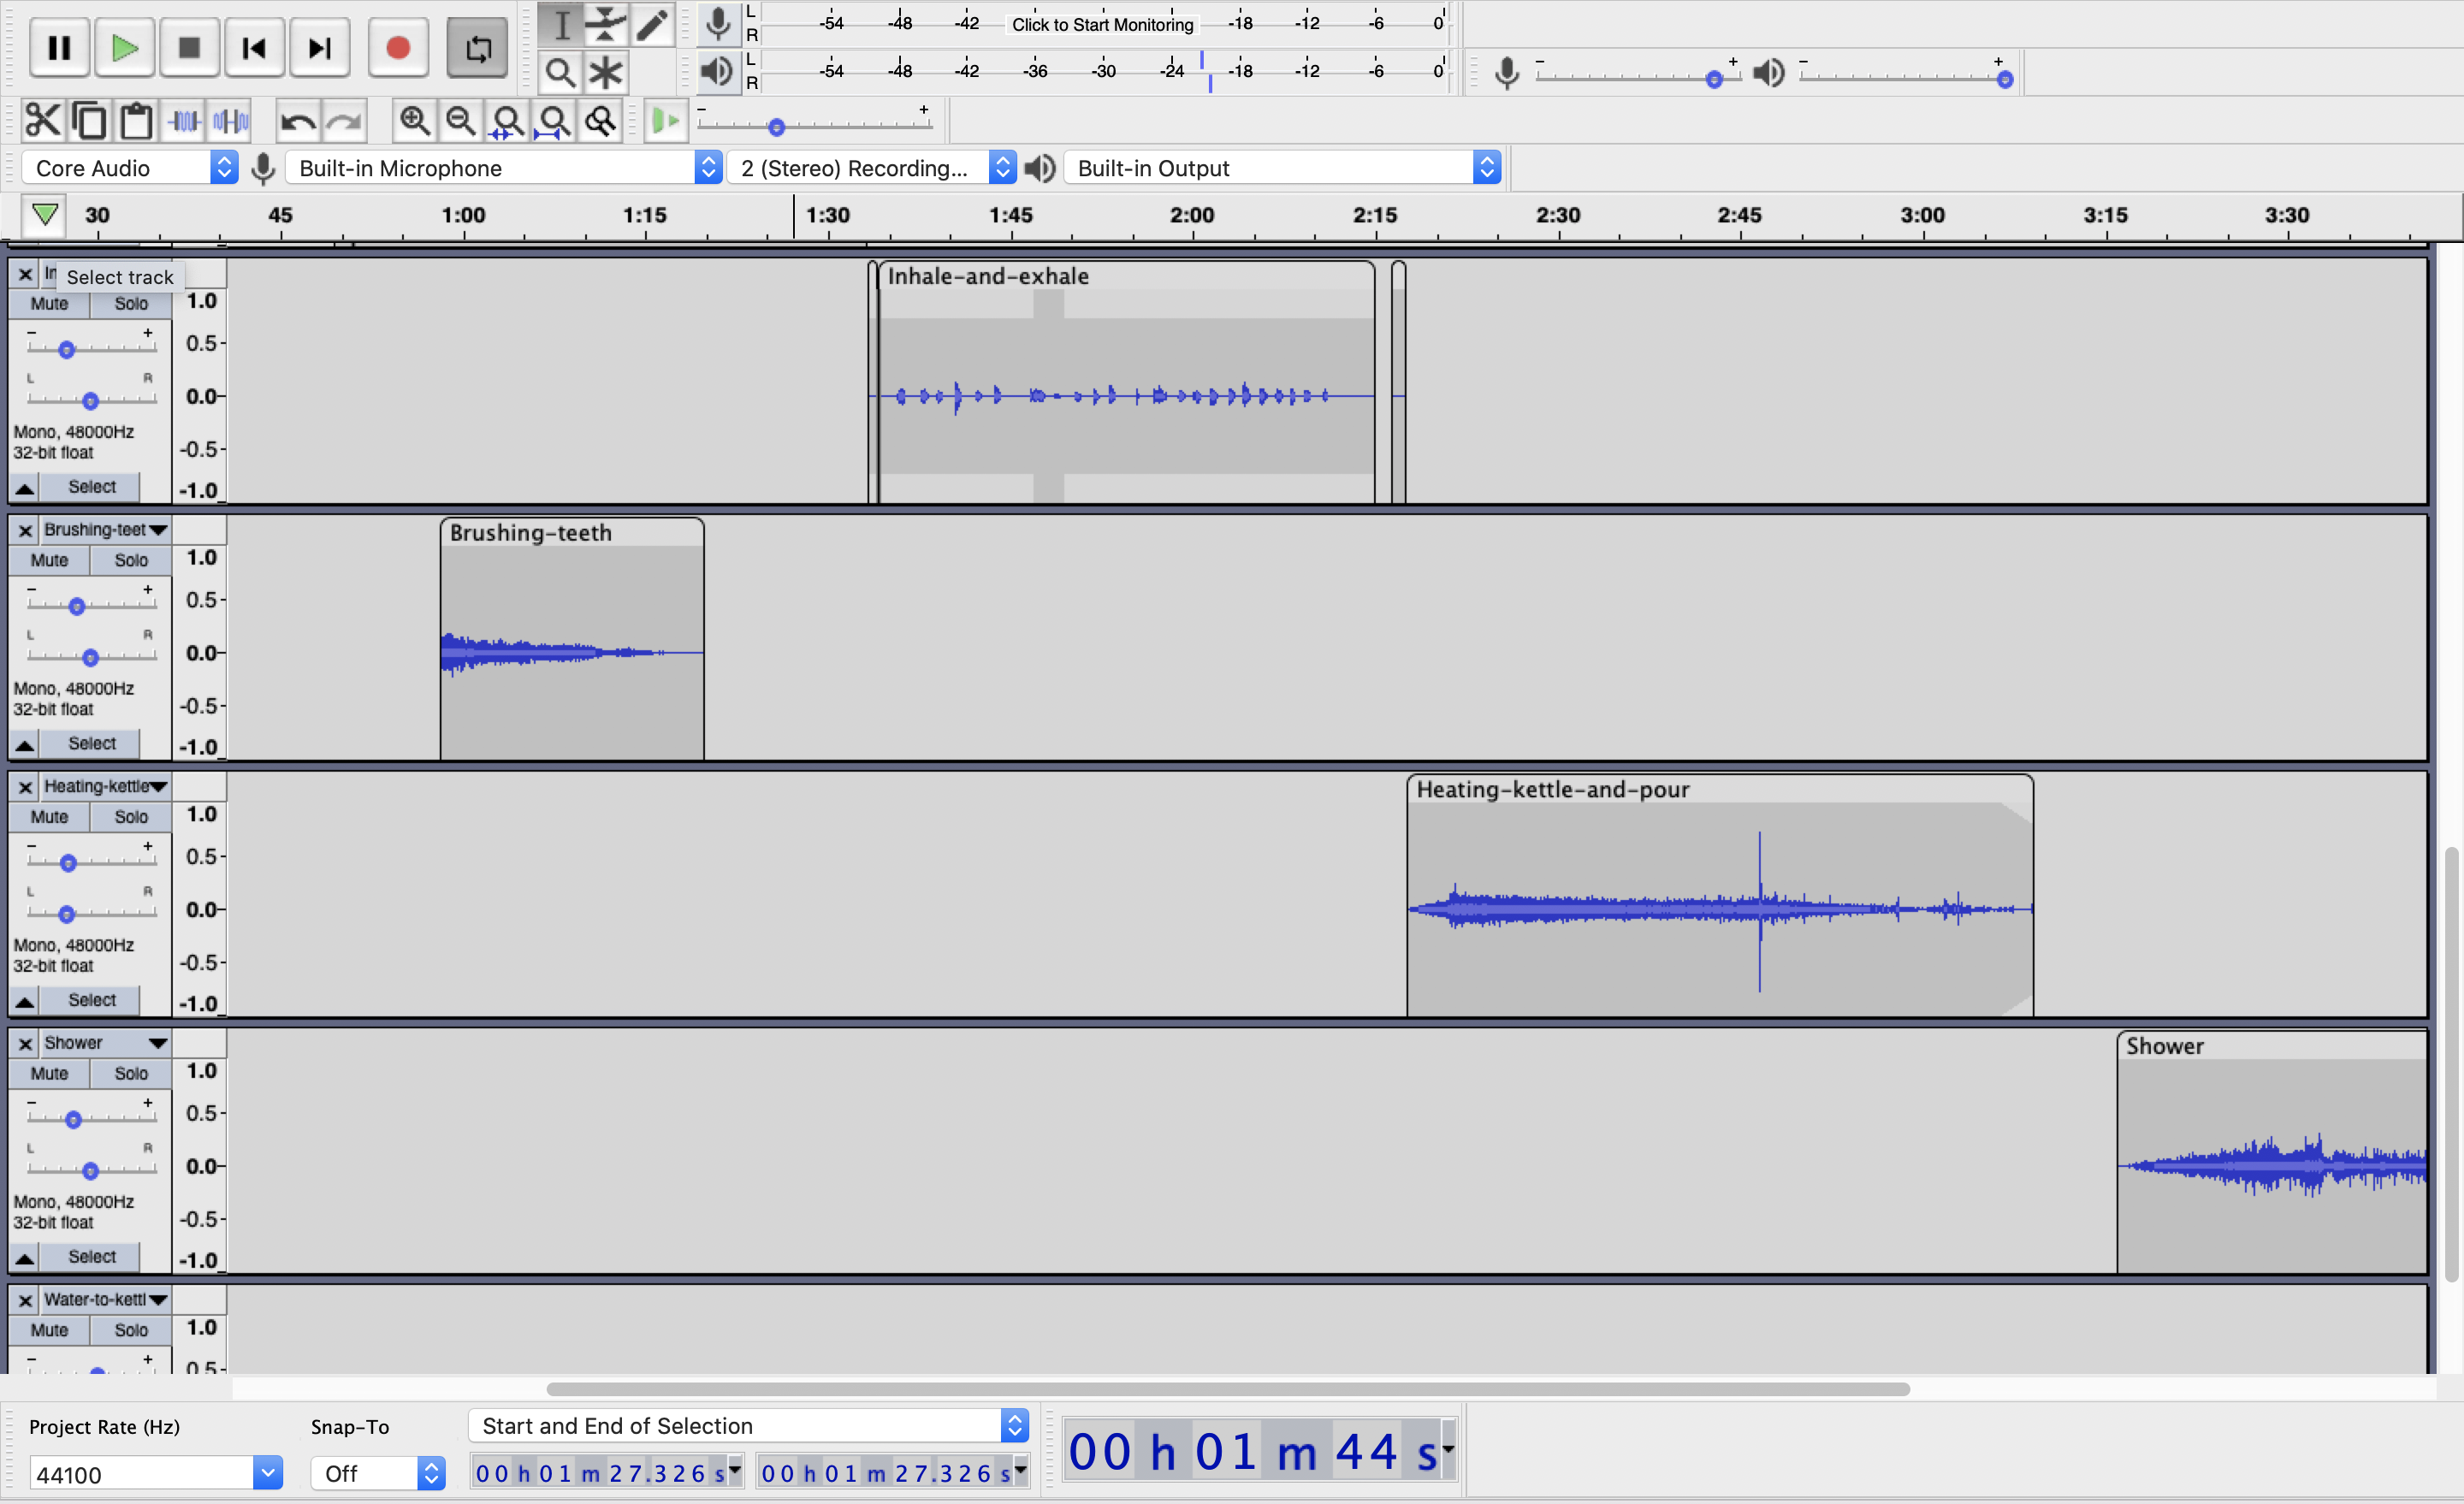 L -54 -48 -42 Click to Start Monitoring -18 -12 -6 0
R
L
R -54 -48 -42 -36 -30 -24 -18 -12 -6 0
- +
- +
- +
Core Audio Built-in Microphone 2 (Stereo) Recording... Built-in Output
30 45 1:00 1:15 1:30 1:45 2:00 2:15 2:30 2:45 3:00 3:15 3:30
Select track
Inhale-and-exhale
Mute Solo 1.0
- + 0.5
L R
0.0
Mono, 48000Hz
32-bit float -0.5
Select -1.0
Brushing-teet Brushing-teeth
Mute Solo 1.0
- + 0.5
L R
0.0
Mono, 48000Hz
32-bit float -0.5
Select -1.0
Heating-kettle Heating-kettle-and-pour
Mute Solo 1.0
- + 0.5
L R
0.0
Mono, 48000Hz
32-bit float -0.5
Select -1.0
Shower Shower
Mute Solo 1.0
- + 0.5
L R
0.0
Mono, 48000Hz
32-bit float -0.5
Select -1.0
Water-to-kettl
Mute Solo 1.0
- + 0.5
Project Rate (Hz) Snap-To Start and End of Selection
44100 Off 00 h 01 m 27.326 s 00 h 01 m 27.326 s 00 h 01 m 44 s